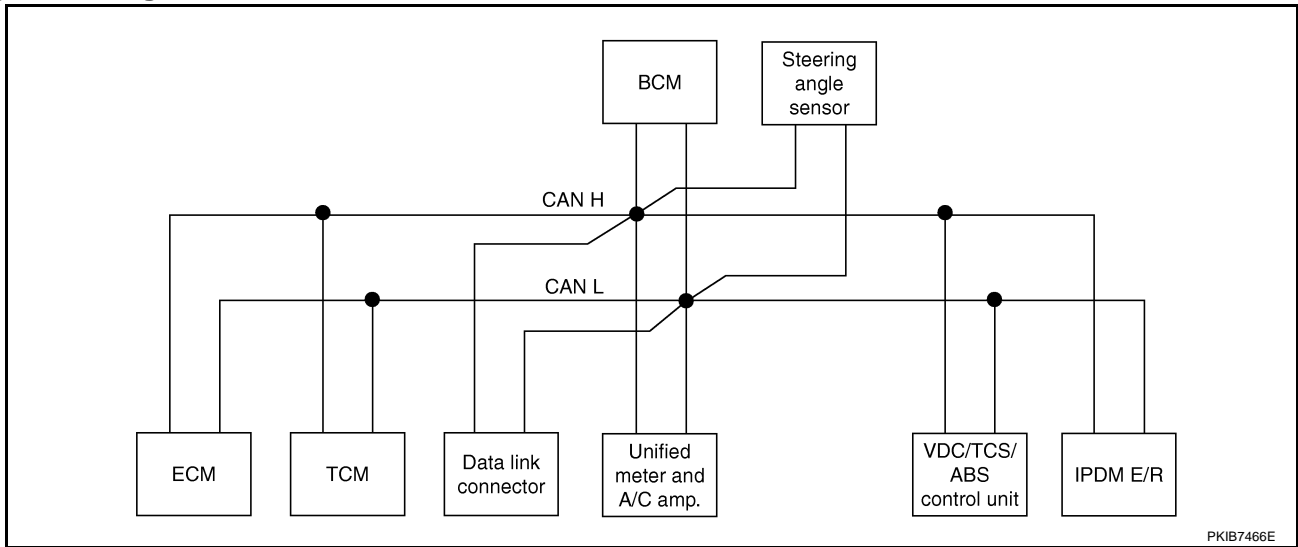 BCM
Steering
angle
sensor
CAN H
CAN L
ECM
TCM
Data link
connector
Unified
meter and
A/C amp.
VDC/TCS/
ABS
control unit
IPDM E/R
PKIB7466E